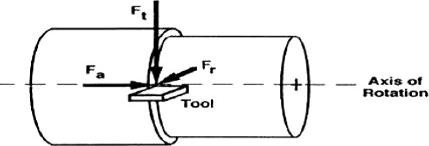 Ft
Fa
Fr
Tool
Axis of
Rotation